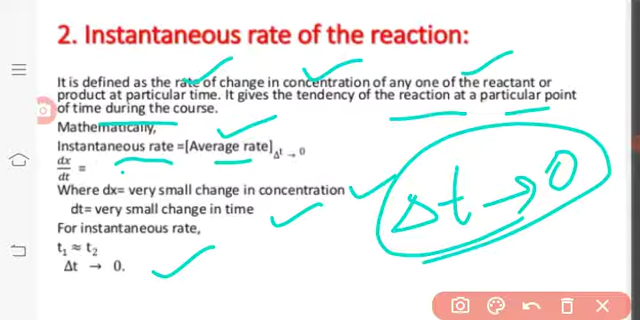 2. Instantaneous rate of the reaction:
It is defined as the rate of change in concentration of any one of the reactant or
product at particular time. It gives the tendency of the reaction at a particular point
of time during the course.
Mathematically,
Instantaneous rate =[Average rate]Δt → 0
dx
dt =
Where dx= very small change in concentration
dt= very small change in time
For instantaneous rate,
t₁ ≈ t₂
Δt → 0.
Δt → 0